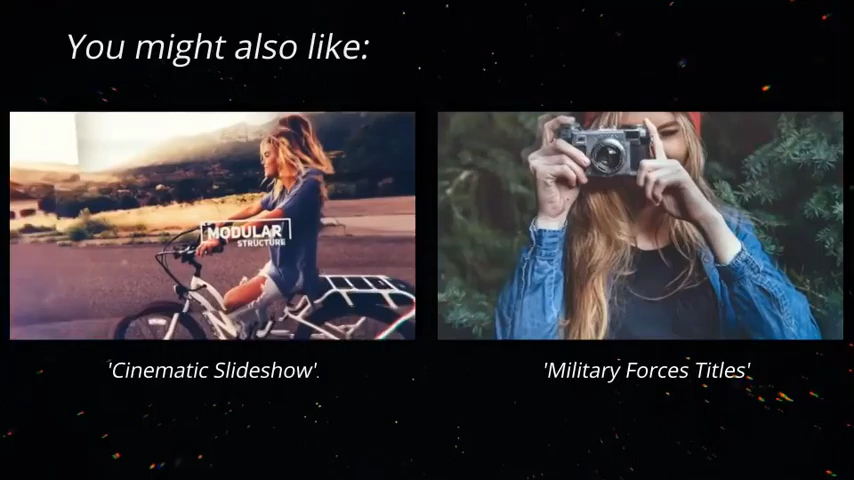 You might also like:
MODULAR
STRUCTURE
'Cinematic Slideshow'.
'Military Forces Titles'